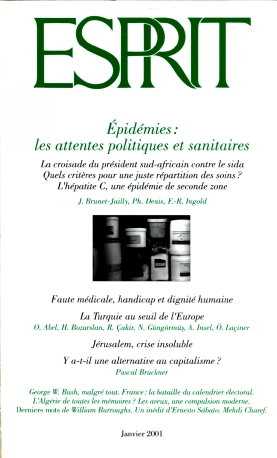 ESPRIT
Épidémies :
les attentes politiques et sanitaires
La croisade du président sud-africain contre le sida
Quels critères pour une juste répartition des soins ?
L'hépatite C, une épidémie de seconde zone
J. Brunet-Jailly, Ph. Denis, F.-R. Ingold
Faute médicale, handicap et dignité humaine
La Turquie au seuil de l'Europe
O. Abel, H. Bozarslan, R. Çakir, N. Güngörmüş, A. Insel, Ö. Laçiner
Jérusalem, crise insoluble
Y a-t-il une alternative au capitalisme ?
Pascal Bruckner
George W. Bush, malgré tout. France : la bataille du calendrier électoral.
L'Algérie de toutes les mémoires ? Les aveux, une compulsion moderne.
Derniers mots de William Burroughs. Un inédit d'Ernesto Sábato. Mehdi Charef.
Janvier 2001